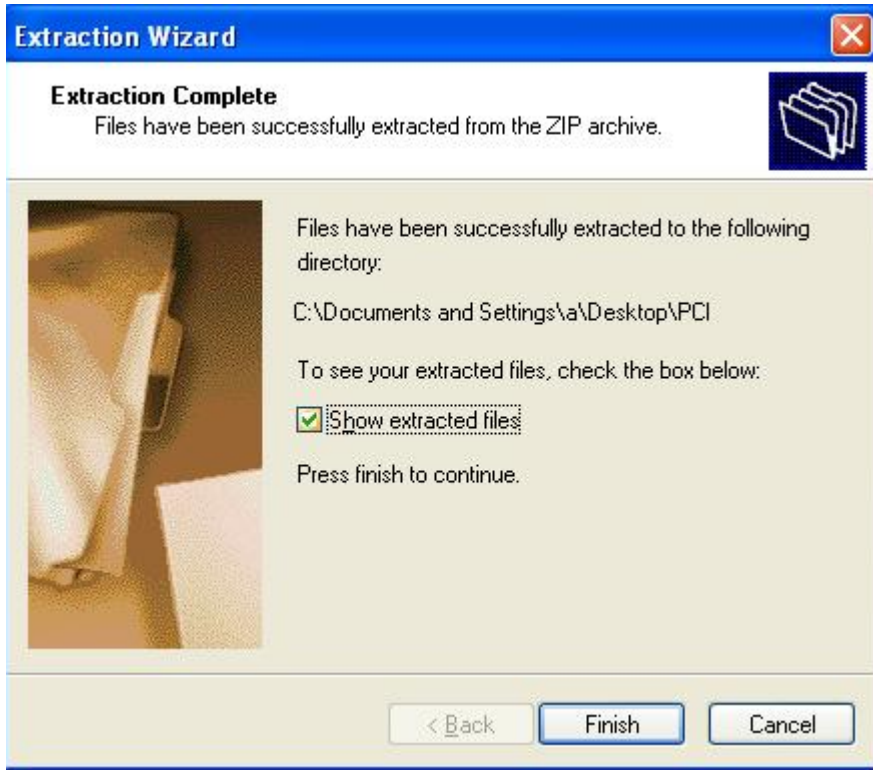 Extraction Wizard
Extraction Complete
Files have been successfully extracted from the ZIP archive.
Files have been successfully extracted to the following
directory:
C:\Documents and Settings\a\Desktop\PCI
To see your extracted files, check the box below:
Show extracted files
Press finish to continue.
< Back Finish Cancel